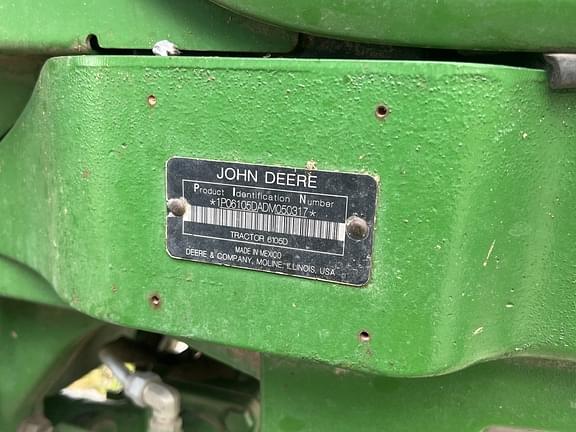 JOHN DEERE
Product Identification Number
*1P06105DADM050317*
TRACTOR 6105D
MADE IN MEXICO
DEERE & COMPANY, MOLINE, ILLINOIS, USA